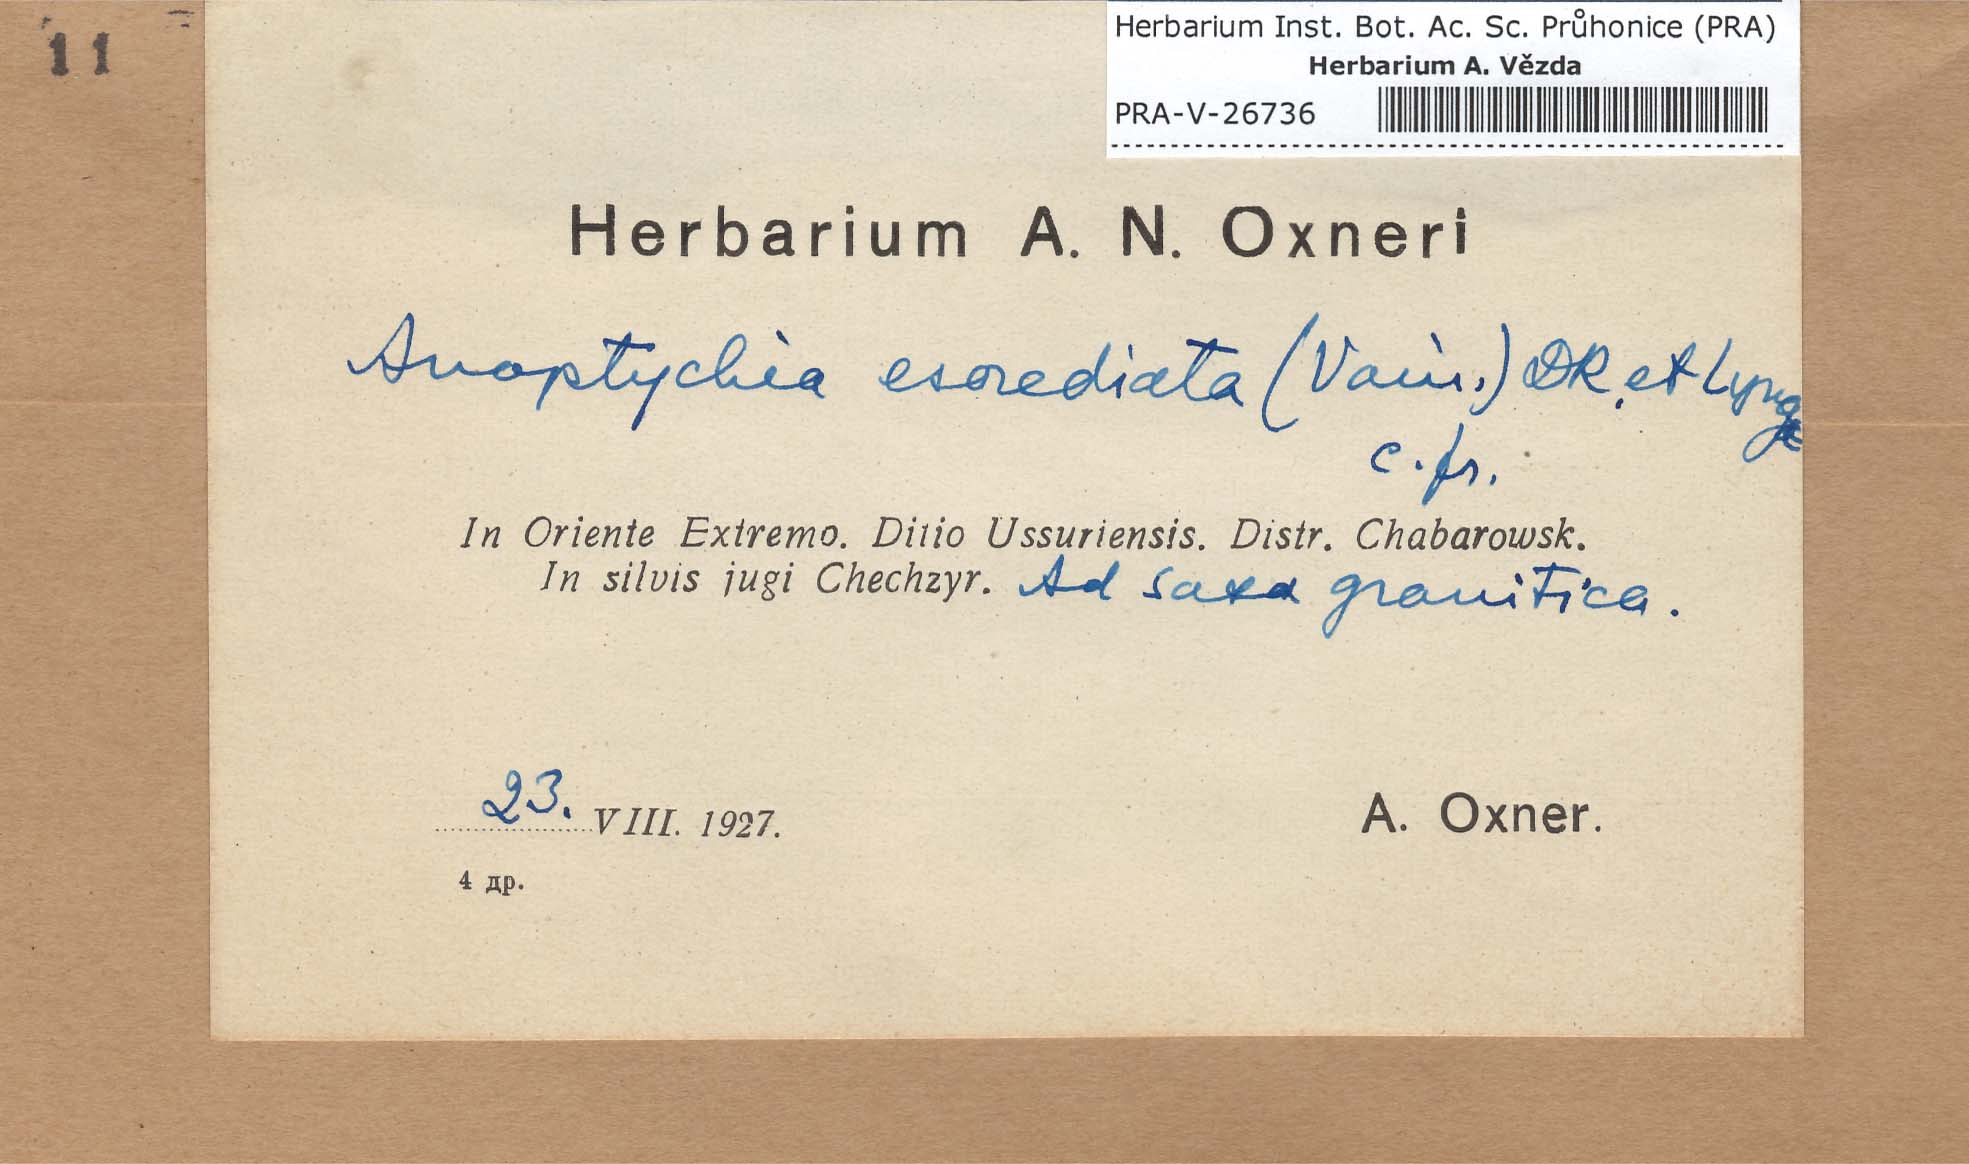 11
Herbarium Inst. Bot. Ac. Sc. Průhonice (PRA)
Herbarium A. Vězda
PRA-V-26736
Herbarium A. N. Oxneri
Anaptychia esorediata (Vain.) DR. et Lynge
c. fr.
In Oriente Extremo. Ditio Ussuriensis. Distr. Chabarowsk.
In silvis jugi Chechzyr. Ad saxa granitica.
23. VIII. 1927.
A. Oxner.
4 др.